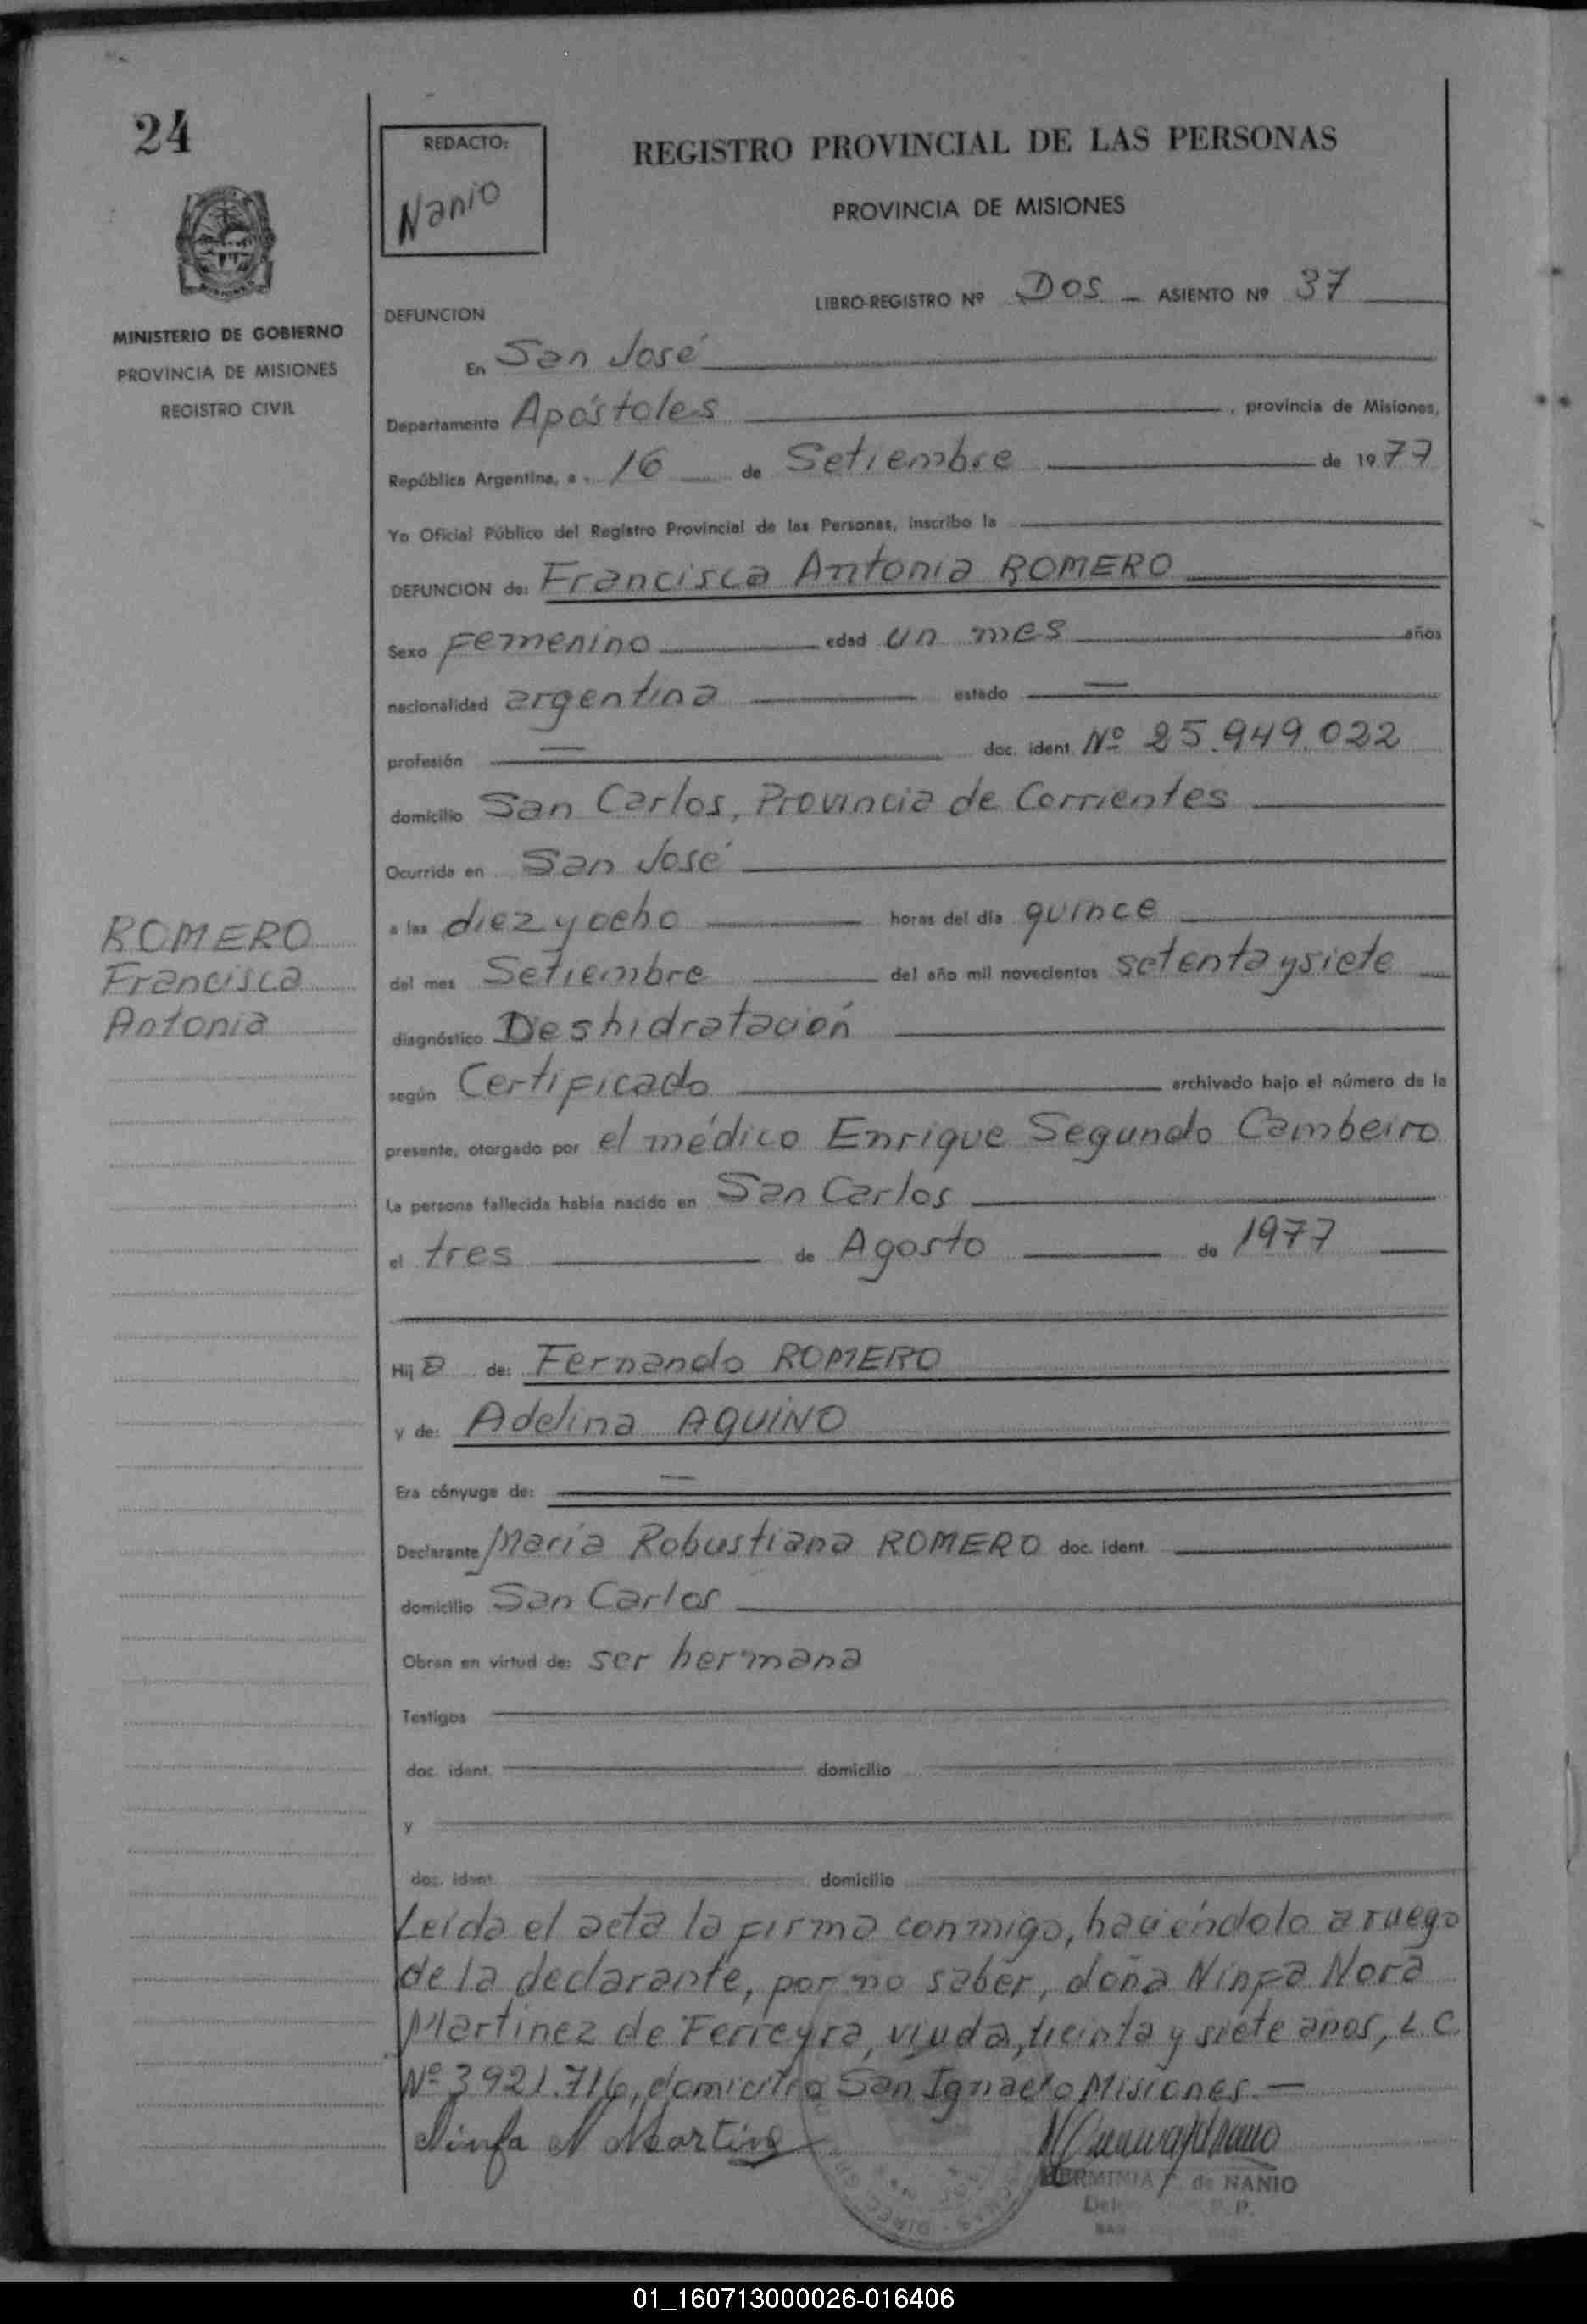 24
REDACTO:
Nanio
REGISTRO PROVINCIAL DE LAS PERSONAS
PROVINCIA DE MISIONES
MISIONES
MINISTERIO DE GOBIERNO
PROVINCIA DE MISIONES
REGISTRO CIVIL
LIBRO-REGISTRO Nº Dos ASIENTO Nº 37
DEFUNCION
En San José
Departamento Apóstoles, provincia de Misiones,
República Argentina, a 16 de Setiembre de 1977
Yo Oficial Público del Registro Provincial de las Personas, inscribo la
DEFUNCION de: Francisca Antonia ROMERO
Sexo Femenino edad un mes años
nacionalidad argentina estado —
profesión — doc. ident. Nº 25.949.022
domicilio San Carlos, Provincia de Corrientes
Ocurrida en San José
a las diez y ocho horas del día quince
del mes Setiembre del año mil novecientos setenta y siete
diagnóstico Deshidratación
según Certificado archivado bajo el número de la
presente, otorgado por el médico Enrique Segundo Cambeiro
La persona fallecida había nacido en San Carlos
el tres de Agosto de 1977
ROMERO
Francisca
Antonia
Hija de: Fernando ROMERO
y de: Adelina AQUINO
Era cónyuge de: —
Declarante María Robustiana ROMERO doc. ident.
domicilio San Carlos
Obran en virtud de: ser hermana
Testigos
doc. ident. domicilio
y
doc. ident. domicilio
Leída el acta la firma conmigo, haciéndolo a ruego
de la declarante, por no saber, doña Ninfa Nora
Martinez de Ferreyra, viuda, treinta y siete años, L.C.
Nº 3921.716, domicilio San Ignacio Misiones.—
Ninfa N Martinez
HERMINIA de NANIO
01_160713000026-016406